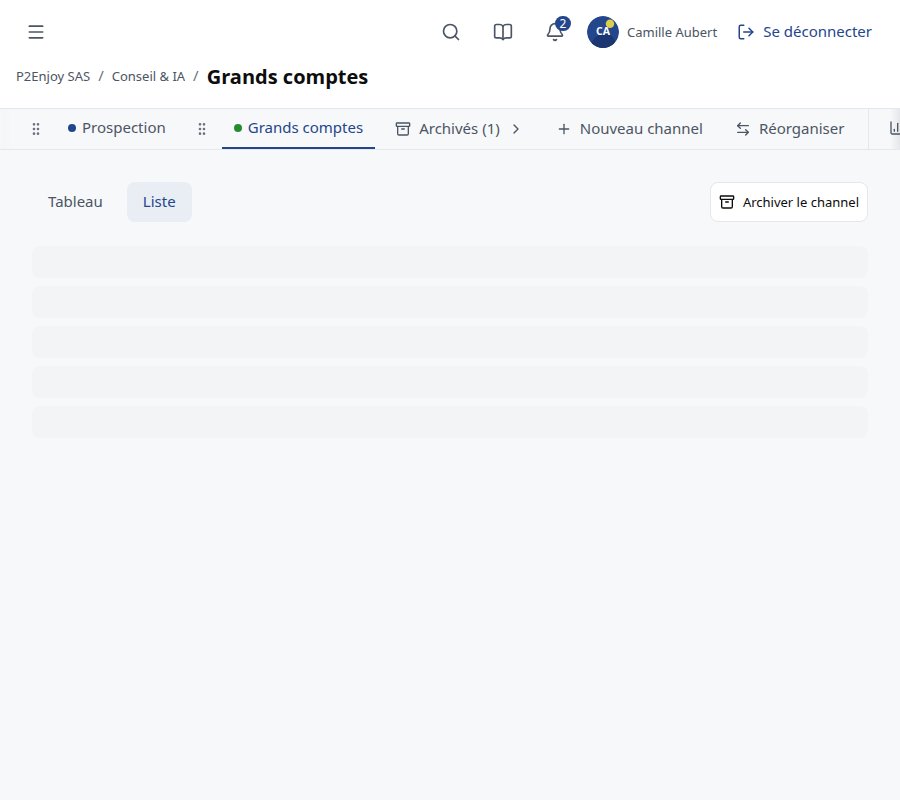 2
CA
Camille Aubert
Se déconnecter
P2Enjoy SAS / Conseil & IA / Grands comptes
Prospection
Grands comptes
Archivés (1)
Nouveau channel
Réorganiser
Tableau
Liste
Archiver le channel